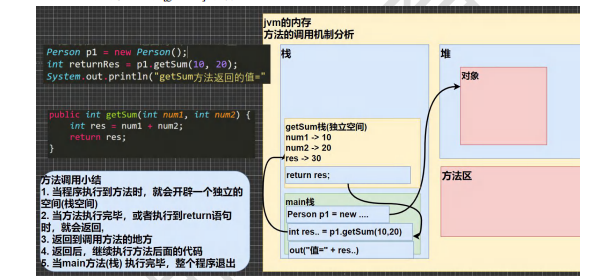 Person p1 = new Person();
int returnRes = p1.getSum(10, 20);
System.out.println("getSum方法返回的值="
public int getSum(int num1, int num2) {
int res = num1 + num2;
return res;
}
方法调用小结
1. 当程序执行到方法时，就会开辟一个独立的
空间(栈空间)
2. 当方法执行完毕，或者执行到return语句
时，就会返回,
3. 返回到调用方法的地方
4. 返回后，继续执行方法后面的代码
5. 当main方法(栈) 执行完毕，整个程序退出
jvm的内存
方法的调用机制分析
栈
getSum栈(独立空间)
num1 -> 10
num2 -> 20
res -> 30
return res;
main栈
Person p1 = new ....
int res.. = p1.getSum(10,20)
out("值=" + res..)
堆
对象
方法区